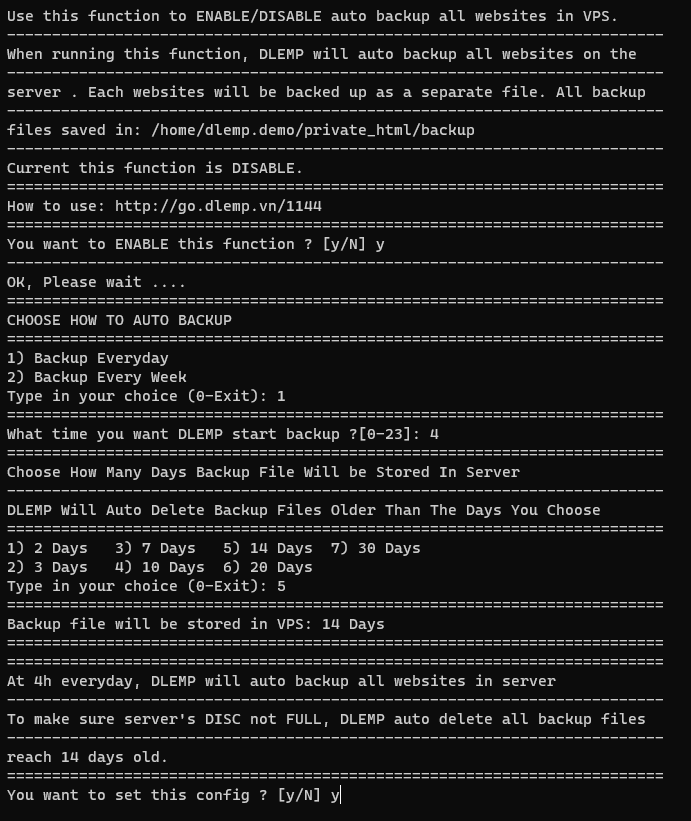 Use this function to ENABLE/DISABLE auto backup all websites in VPS.
-------------------------------------------------------------------------
When running this function, DLEMP will auto backup all websites on the
-------------------------------------------------------------------------
server . Each websites will be backed up as a separate file. All backup
-------------------------------------------------------------------------
files saved in: /home/dlemp.demo/private_html/backup
-------------------------------------------------------------------------
Current this function is DISABLE.
=========================================================================
How to use: http://go.dlemp.vn/1144
=========================================================================
You want to ENABLE this function ? [y/N] y
-------------------------------------------------------------------------
OK, Please wait ....
=========================================================================
CHOOSE HOW TO AUTO BACKUP
=========================================================================
1) Backup Everyday
2) Backup Every Week
Type in your choice (0-Exit): 1
=========================================================================
What time you want DLEMP start backup ?[0-23]: 4
=========================================================================
Choose How Many Days Backup File Will be Stored In Server
-------------------------------------------------------------------------
DLEMP Will Auto Delete Backup Files Older Than The Days You Choose
=========================================================================
1) 2 Days   3) 7 Days   5) 14 Days  7) 30 Days
2) 3 Days   4) 10 Days  6) 20 Days
Type in your choice (0-Exit): 5
=========================================================================
Backup file will be stored in VPS: 14 Days
=========================================================================
=========================================================================
At 4h everyday, DLEMP will auto backup all websites in server
-------------------------------------------------------------------------
To make sure server's DISC not FULL, DLEMP auto delete all backup files
-------------------------------------------------------------------------
reach 14 days old.
=========================================================================
You want to set this config ? [y/N] y